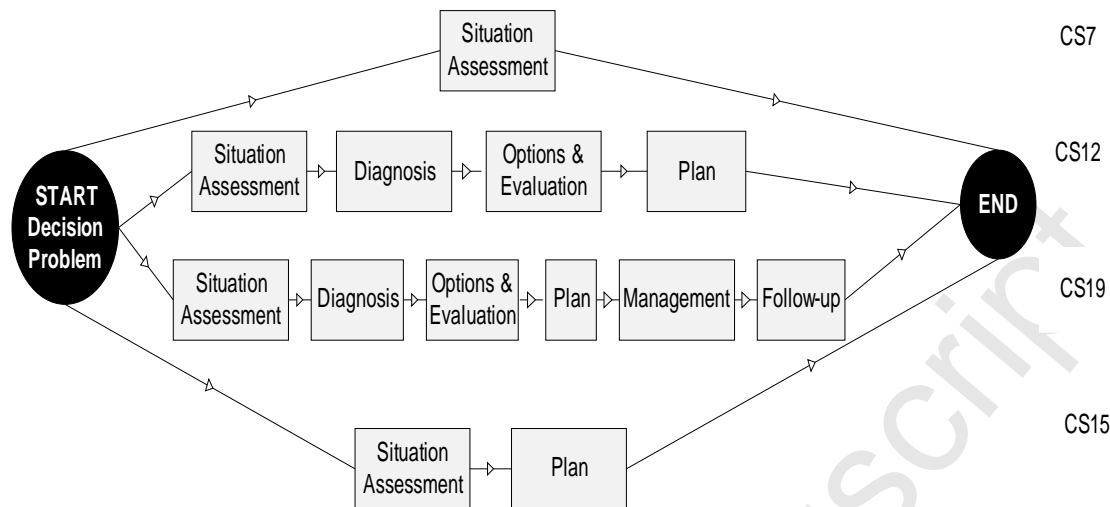 Situation
Assessment
CS7
START
Decision
Problem
Situation
Assessment
Diagnosis
Options &
Evaluation
Plan
END
CS12
Situation
Assessment
Diagnosis
Options &
Evaluation
Plan
Management
Follow-up
CS19
Situation
Assessment
Plan
CS15